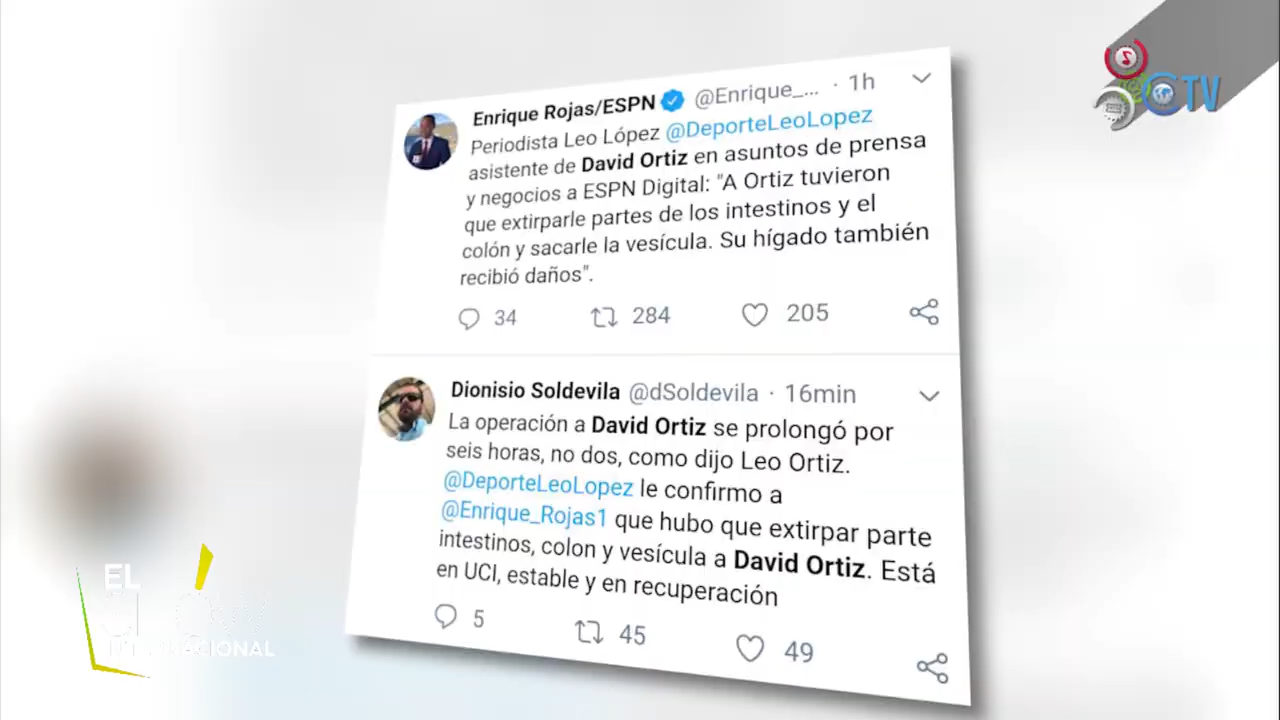 CTV
Enrique Rojas/ESPN @Enrique_... · 1h
Periodista Leo López @DeporteLeoLopez
asistente de David Ortiz en asuntos de prensa
y negocios a ESPN Digital: "A Ortiz tuvieron
que extirparle partes de los intestinos y el
colón y sacarle la vesícula. Su hígado también
recibió daños".
34 284 205
Dionisio Soldevila @dSoldevila · 16min
La operación a David Ortiz se prolongó por
seis horas, no dos, como dijo Leo Ortiz.
@DeporteLeoLopez le confirmo a
@Enrique_Rojas1 que hubo que extirpar parte
intestinos, colon y vesícula a David Ortiz. Está
en UCI, estable y en recuperación
5 45 49
EL
INTERNACIONAL